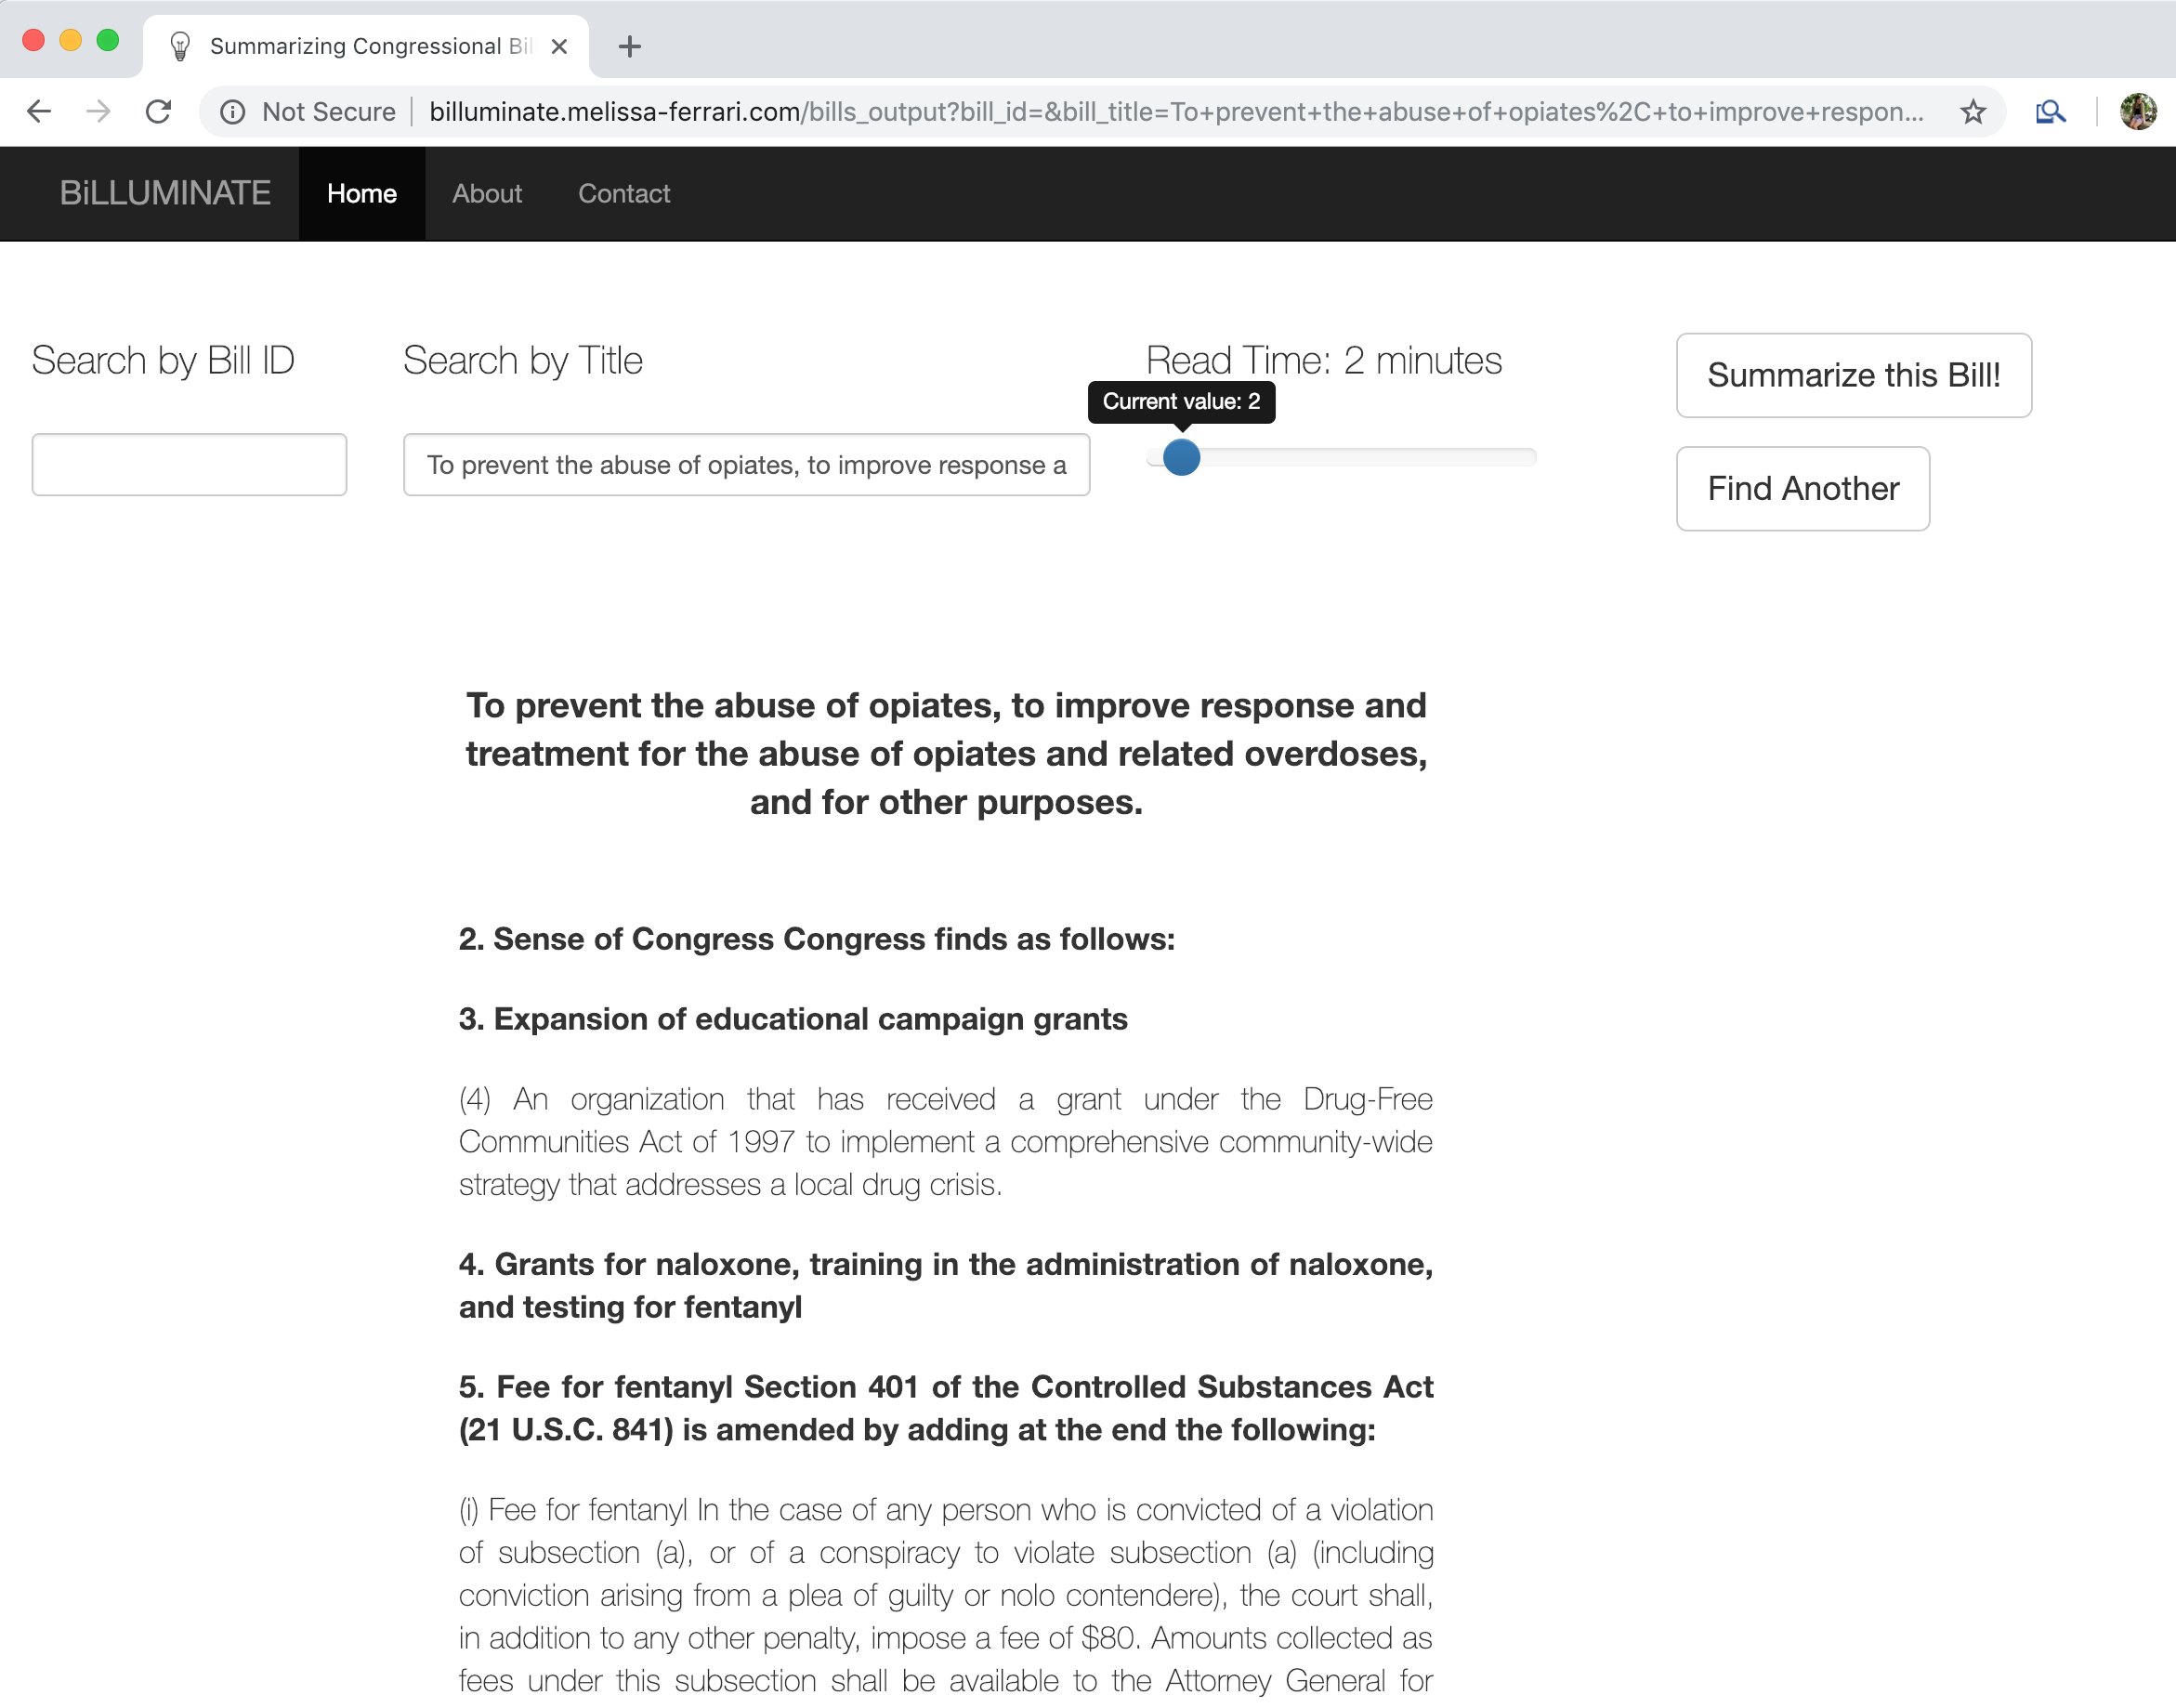 Summarizing Congressional Bil
Not Secure
billuminate.melissa-ferrari.com/bills_output?bill_id=&bill_title=To+prevent+the+abuse+of+opiates%2C+to+improve+respon...
BiLLUMINATE
Home
About
Contact
Search by Bill ID
Search by Title
Read Time: 2 minutes
Summarize this Bill!
Current value: 2
To prevent the abuse of opiates, to improve response a
Find Another
To prevent the abuse of opiates, to improve response and
treatment for the abuse of opiates and related overdoses,
and for other purposes.
2. Sense of Congress Congress finds as follows:
3. Expansion of educational campaign grants
(4) An organization that has received a grant under the Drug-Free
Communities Act of 1997 to implement a comprehensive community-wide
strategy that addresses a local drug crisis.
4. Grants for naloxone, training in the administration of naloxone,
and testing for fentanyl
5. Fee for fentanyl Section 401 of the Controlled Substances Act
(21 U.S.C. 841) is amended by adding at the end the following:
(i) Fee for fentanyl In the case of any person who is convicted of a violation
of subsection (a), or of a conspiracy to violate subsection (a) (including
conviction arising from a plea of guilty or nolo contendere), the court shall,
in addition to any other penalty, impose a fee of $80. Amounts collected as
fees under this subsection shall be available to the Attorney General for